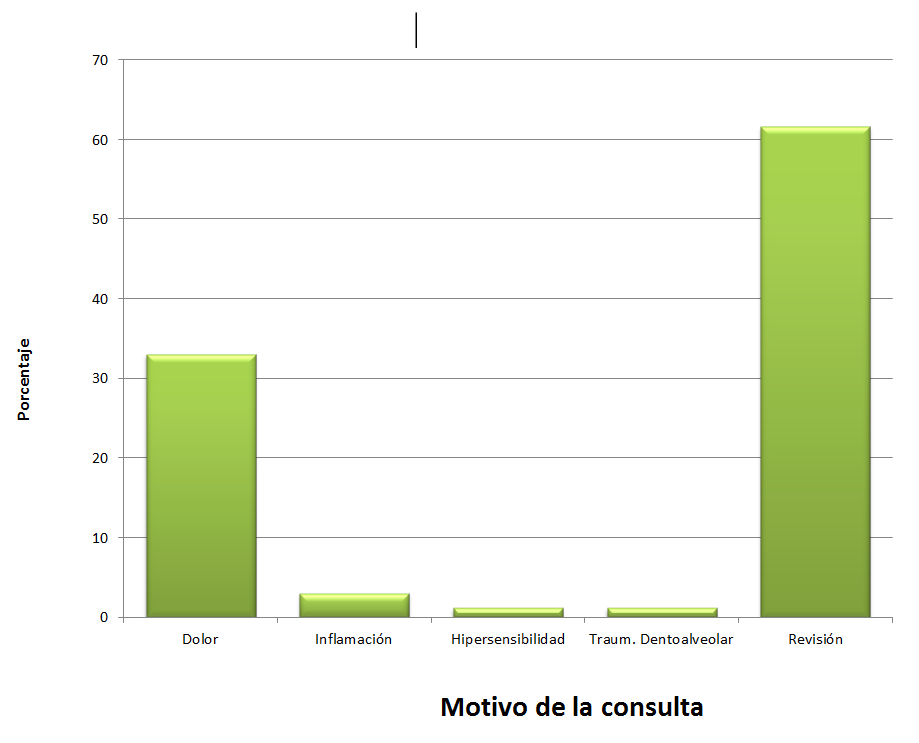 70
60
50
40
30
20
10
0
Porcentaje
Dolor
Inflamación
Hipersensibilidad
Traum. Dentoalveolar
Revisión
Motivo de la consulta